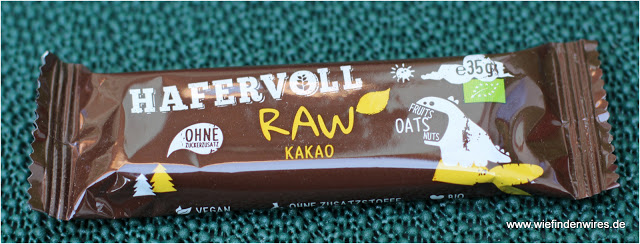 HAFERVOLL
RAW
KAKAO
OHNE
ZUCKERZUSATZ
e35g
FRUITS
OATS
NUTS
VEGAN
OHNE ZUSATZSTOFFE
BIO
www.wiefindenwires.de